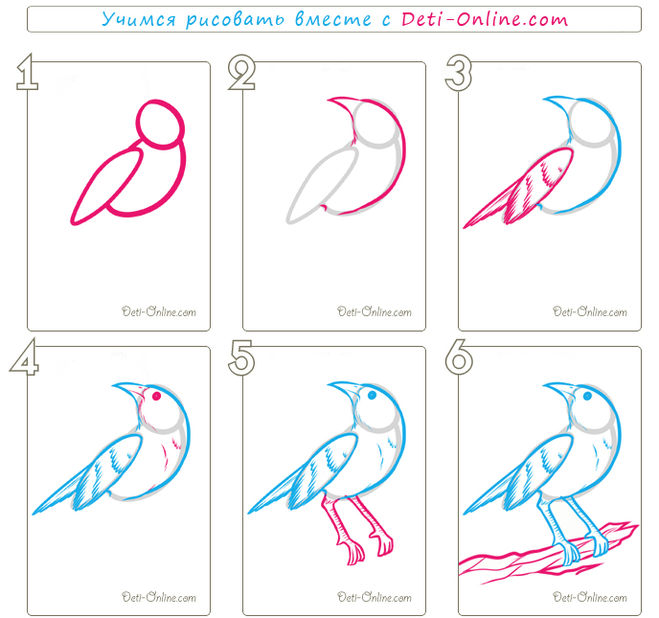 Учимся рисовать вместе с Deti-Online.com
1
2
3
Deti-Online.com
Deti-Online.com
Deti-Online.com
4
5
6
Deti-Online.com
Deti-Online.com
Deti-Online.com